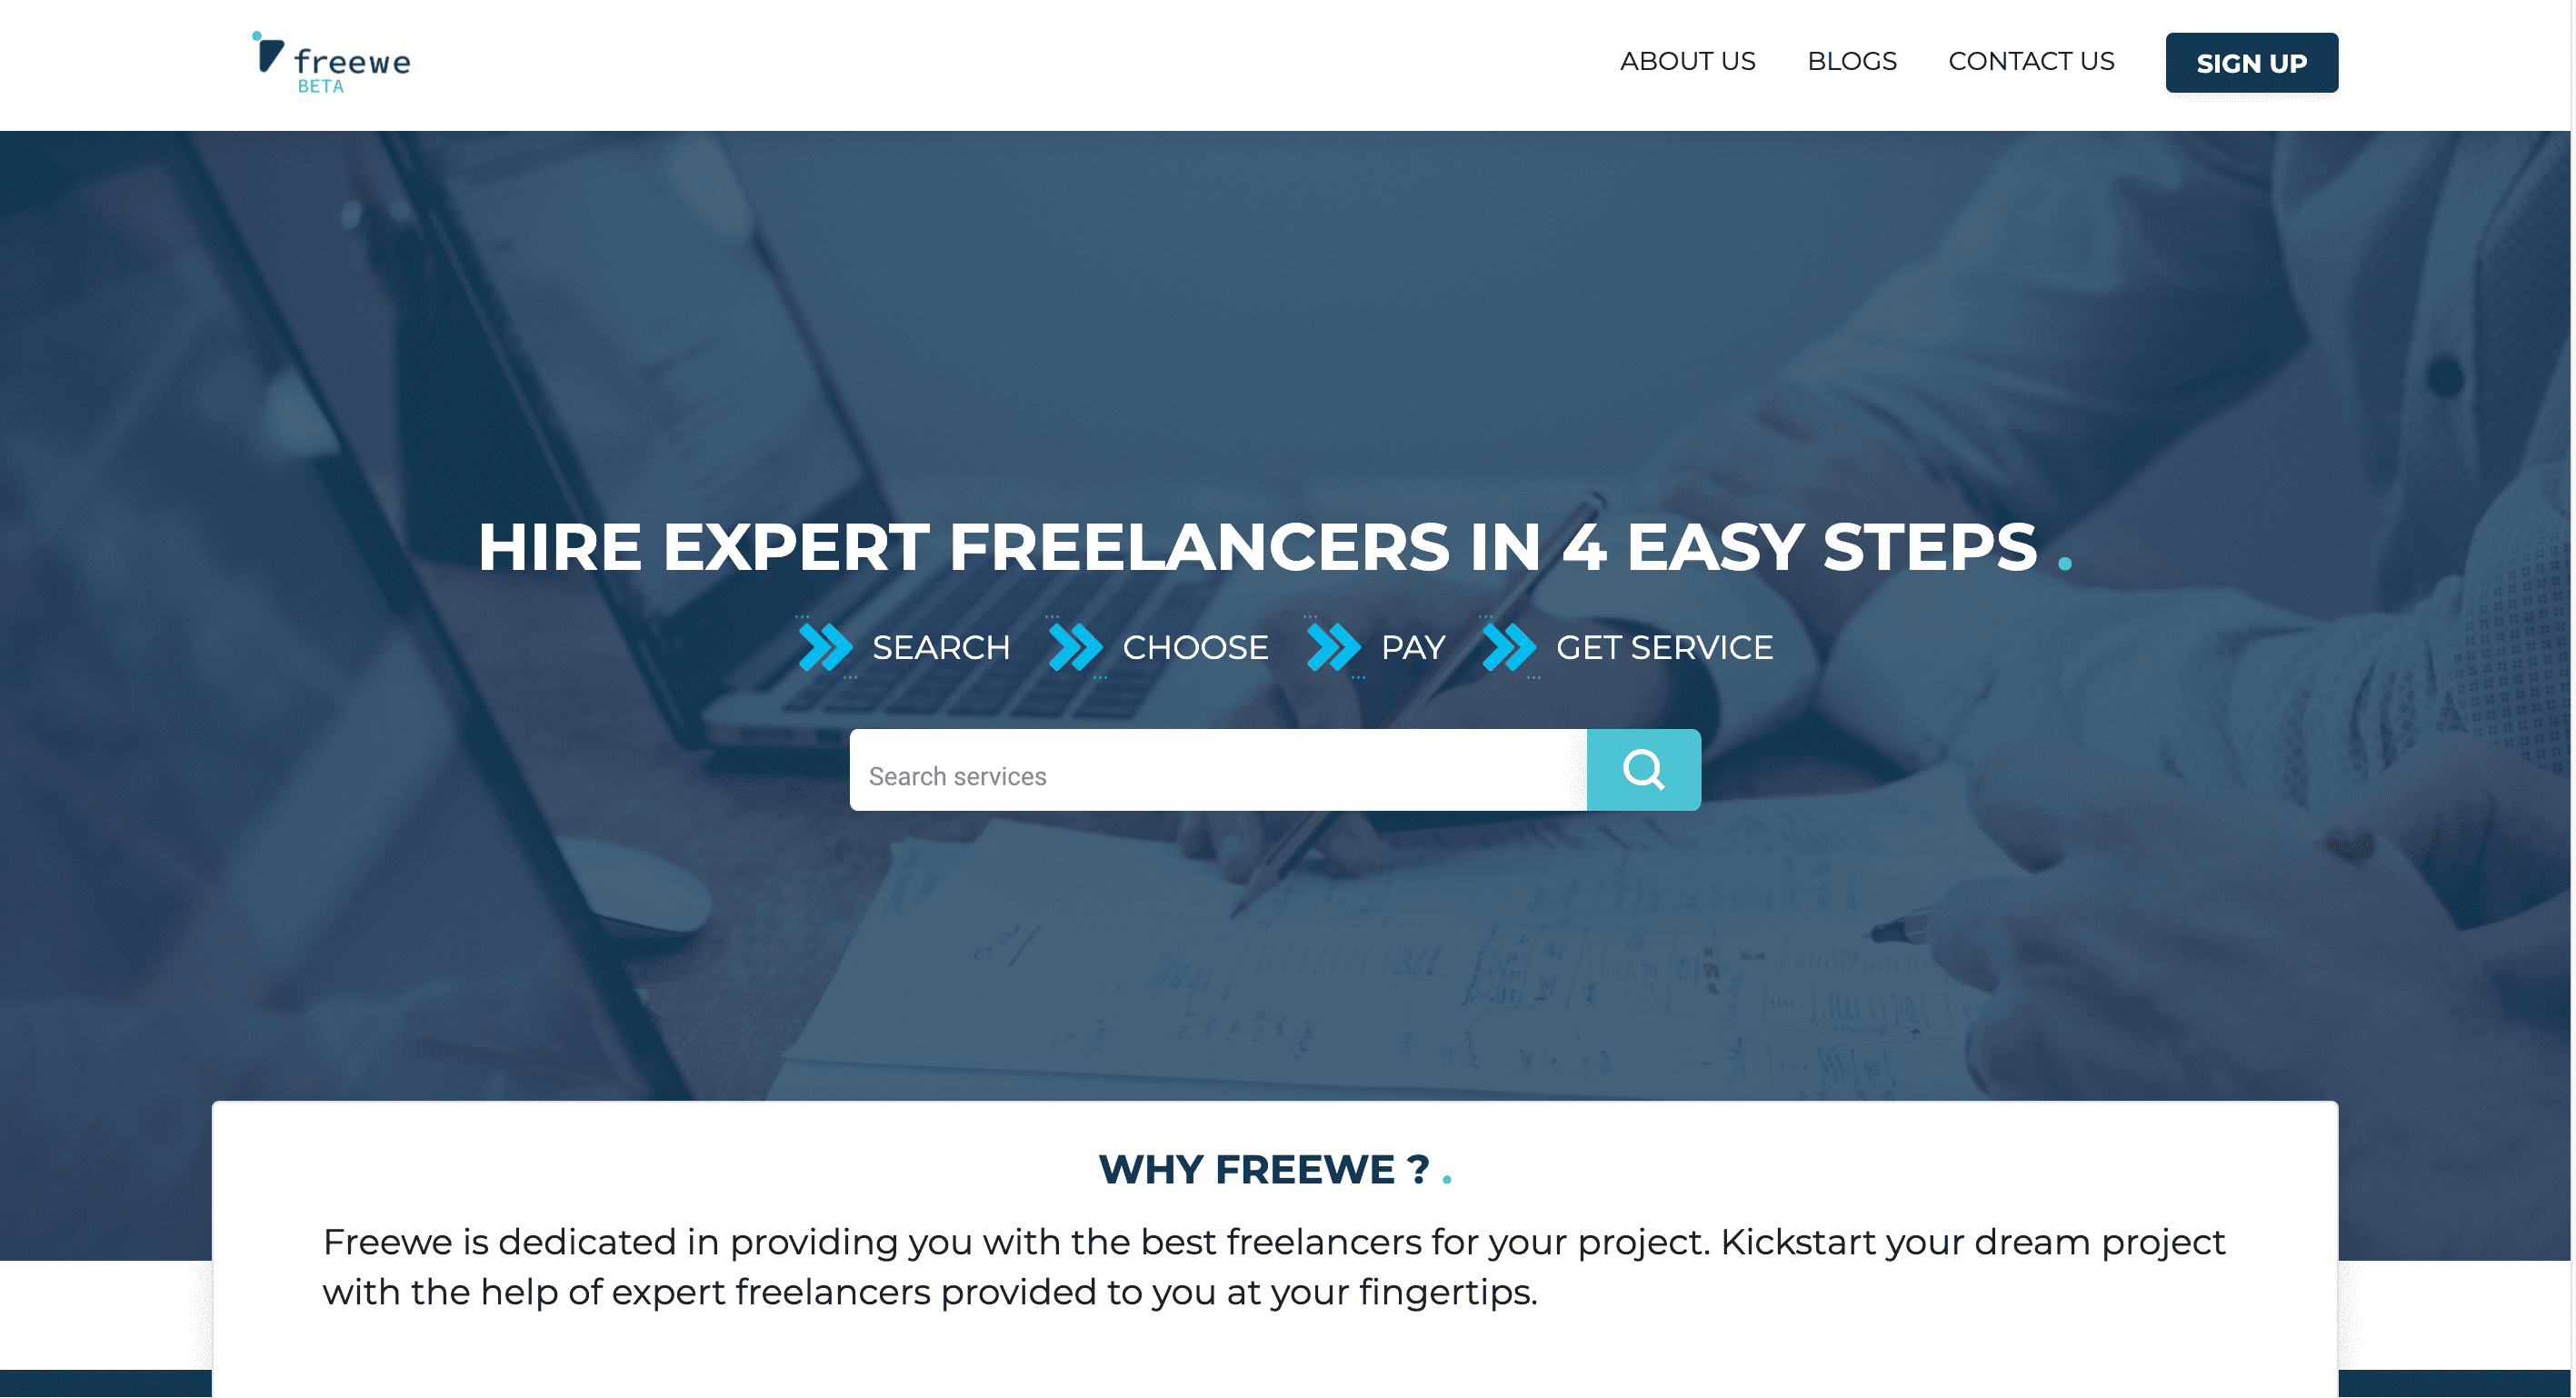 freewe
BETA
ABOUT US
BLOGS
CONTACT US
SIGN UP
HIRE EXPERT FREELANCERS IN 4 EASY STEPS .
SEARCH
CHOOSE
PAY
GET SERVICE
Search services
WHY FREEWE ? .
Freewe is dedicated in providing you with the best freelancers for your project. Kickstart your dream project
with the help of expert freelancers provided to you at your fingertips.